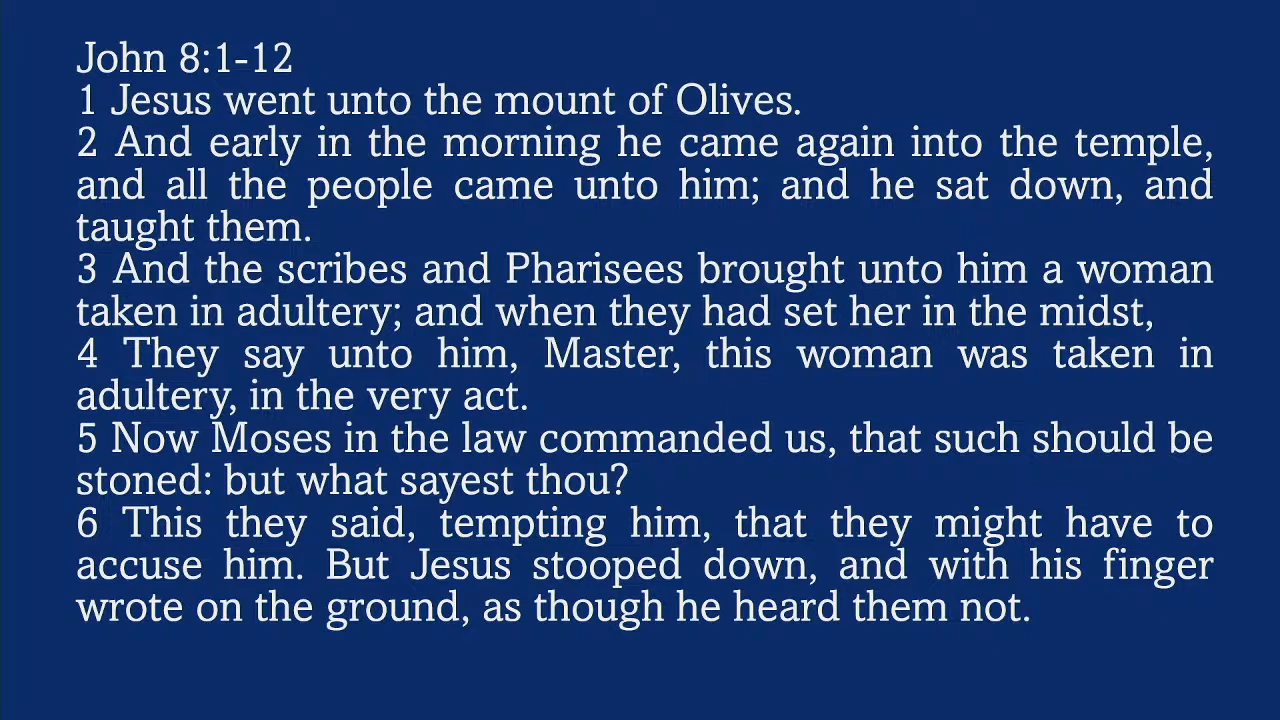 John 8:1-12
1 Jesus went unto the mount of Olives.
2 And early in the morning he came again into the temple,
and all the people came unto him; and he sat down, and
taught them.
3 And the scribes and Pharisees brought unto him a woman
taken in adultery; and when they had set her in the midst,
4 They say unto him, Master, this woman was taken in
adultery, in the very act.
5 Now Moses in the law commanded us, that such should be
stoned: but what sayest thou?
6 This they said, tempting him, that they might have to
accuse him. But Jesus stooped down, and with his finger
wrote on the ground, as though he heard them not.